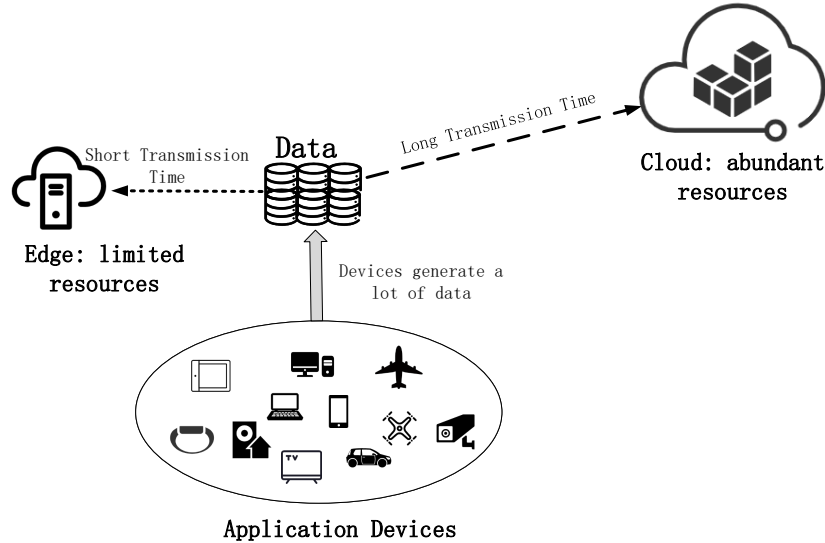 Data
Long Transmission Time
Short Transmission
Time
Cloud: abundant
resources
Edge: limited
resources
Devices generate a
lot of data
TV
Application Devices